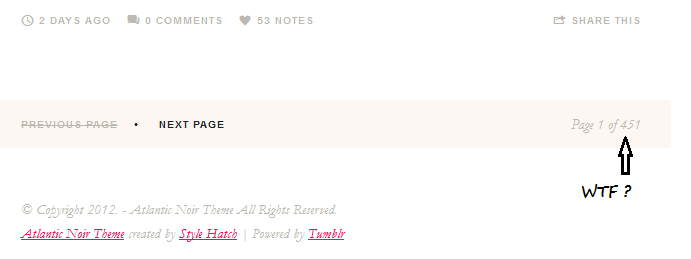 2 DAYS AGO 0 COMMENTS 53 NOTES SHARE THIS
PREVIOUS PAGE • NEXT PAGE Page 1 of 451
WTF ?
© Copyright 2012. - Atlantic Noir Theme All Rights Reserved.
Atlantic Noir Theme created by Style Hatch | Powered by Tumblr